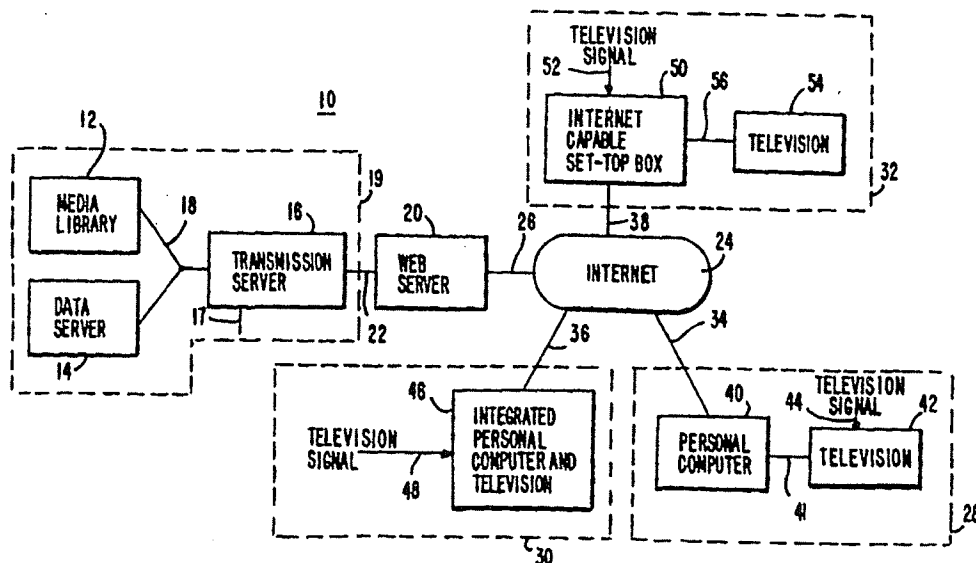 TELEVISION
SIGNAL
52
50
56
54
10
12
INTERNET
CAPABLE
SET-TOP BOX
TELEVISION
32
MEDIA
LIBRARY
18
16
19
20
38
24
TRANSMISSION
SERVER
WEB
SERVER
26
INTERNET
DATA
SERVER
17
22
14
36
34
46
40
TELEVISION
SIGNAL
44
42
TELEVISION
SIGNAL
48
INTEGRATED
PERSONAL
COMPUTER AND
TELEVISION
PERSONAL
COMPUTER
TELEVISION
41
30
28